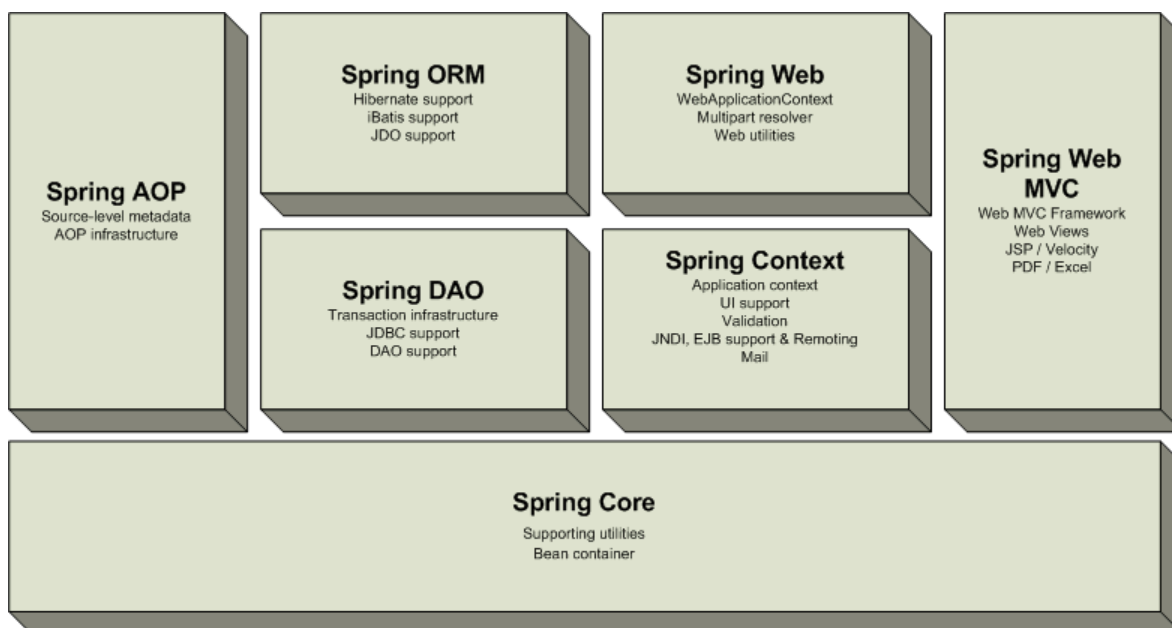 Spring AOP
Source-level metadata
AOP infrastructure
Spring ORM
Hibernate support
iBatis support
JDO support
Spring DAO
Transaction infrastructure
JDBC support
DAO support
Spring Web
WebApplicationContext
Multipart resolver
Web utilities
Spring Context
Application context
UI support
Validation
JNDI, EJB support & Remoting
Mail
Spring Web
MVC
Web MVC Framework
Web Views
JSP / Velocity
PDF / Excel
Spring Core
Supporting utilities
Bean container